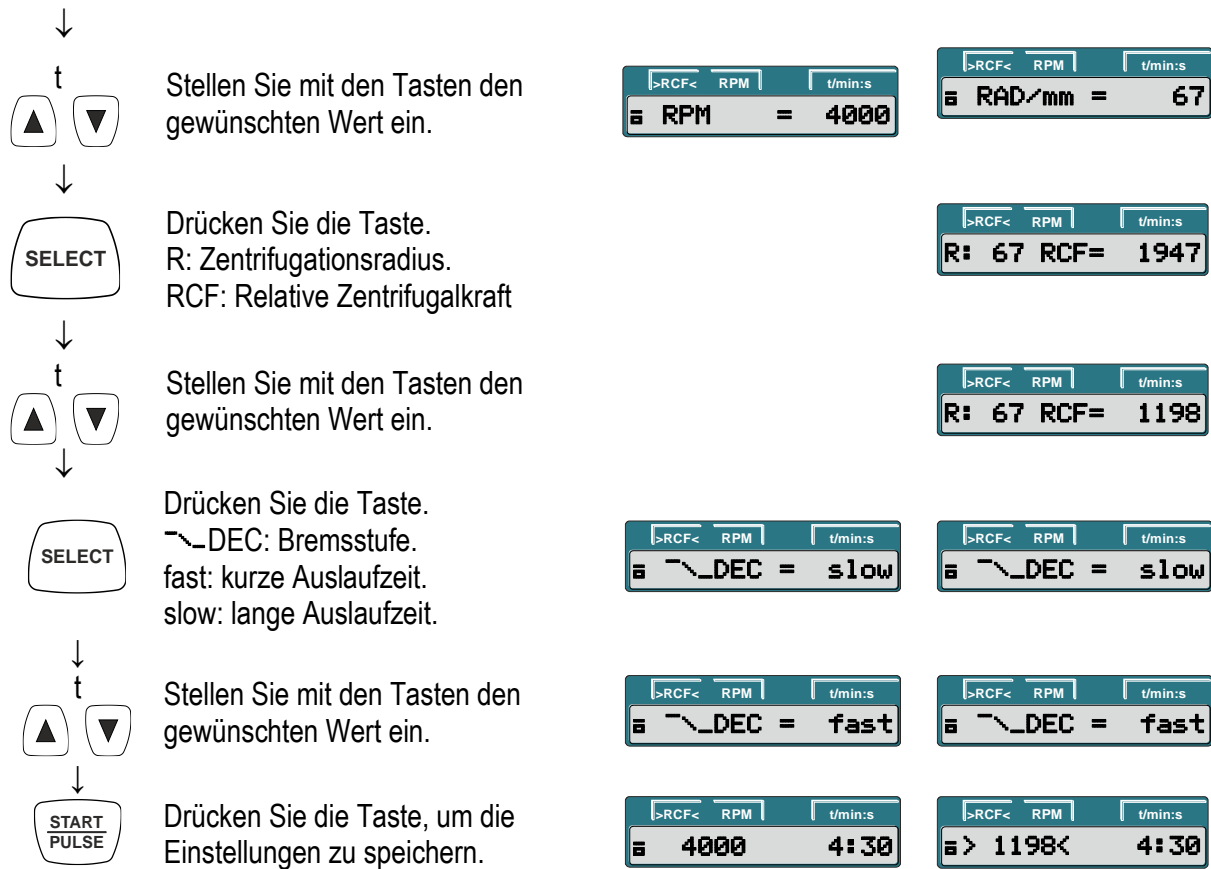 ↓
t
▲ ▼
Stellen Sie mit den Tasten den
gewünschten Wert ein.
>RCF< RPM t/min:s
RPM = 4000
>RCF< RPM t/min:s
RAD/mm = 67
↓
SELECT
Drücken Sie die Taste.
R: Zentrifugationsradius.
RCF: Relative Zentrifugalkraft
>RCF< RPM t/min:s
R: 67 RCF= 1947
↓
t
▲ ▼
Stellen Sie mit den Tasten den
gewünschten Wert ein.
>RCF< RPM t/min:s
R: 67 RCF= 1198
↓
SELECT
Drücken Sie die Taste.
DEC: Bremsstufe.
fast: kurze Auslaufzeit.
slow: lange Auslaufzeit.
>RCF< RPM t/min:s
DEC = slow
>RCF< RPM t/min:s
DEC = slow
↓
t
▲ ▼
Stellen Sie mit den Tasten den
gewünschten Wert ein.
>RCF< RPM t/min:s
DEC = fast
>RCF< RPM t/min:s
DEC = fast
↓
START
PULSE
Drücken Sie die Taste, um die
Einstellungen zu speichern.
>RCF< RPM t/min:s
4000 4:30
>RCF< RPM t/min:s
> 1198< 4:30